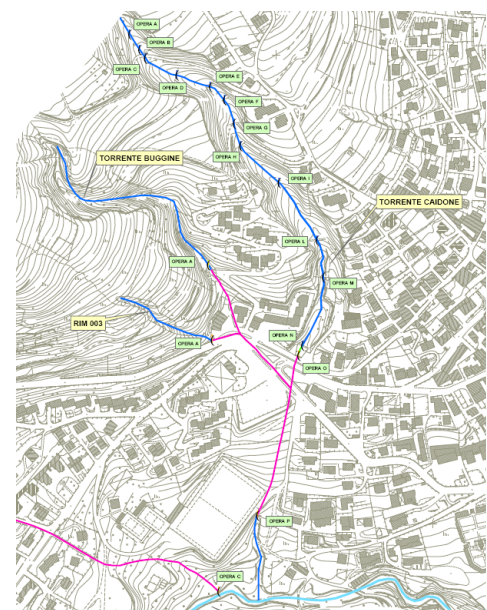 OPERA A
OPERA B
OPERA C
OPERA E
OPERA D
OPERA F
OPERA G
OPERA H
TORRENTE BUGGINE
OPERA I
TORRENTE CAIDONE
OPERA L
OPERA A
OPERA M
RIM 003
OPERA N
OPERA A
OPERA O
OPERA P
OPERA C